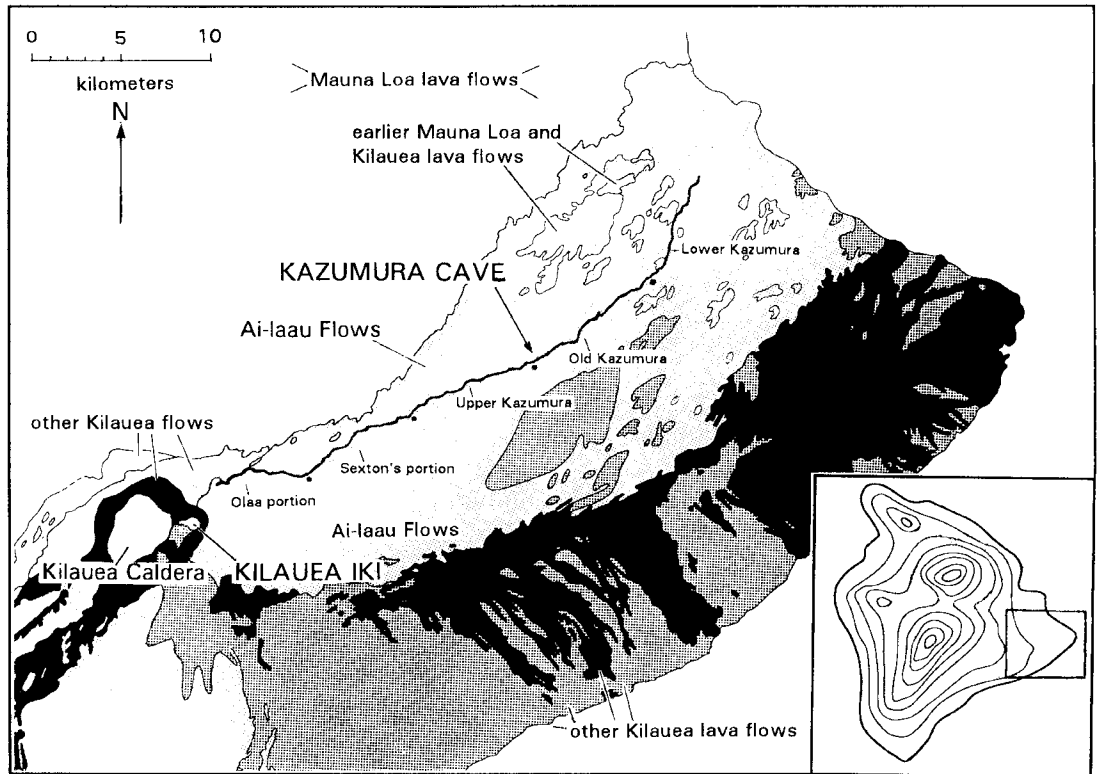 0 5 10
kilometers
N
Mauna Loa lava flows
earlier Mauna Loa and
Kilauea lava flows
Lower Kazumura
KAZUMURA CAVE
Ai-laau Flows
Old Kazumura
Upper Kazumura
other Kilauea flows
Sexton's portion
Olaa portion
Ai-laau Flows
Kilauea Caldera
KILAUEA IKI
other Kilauea lava flows